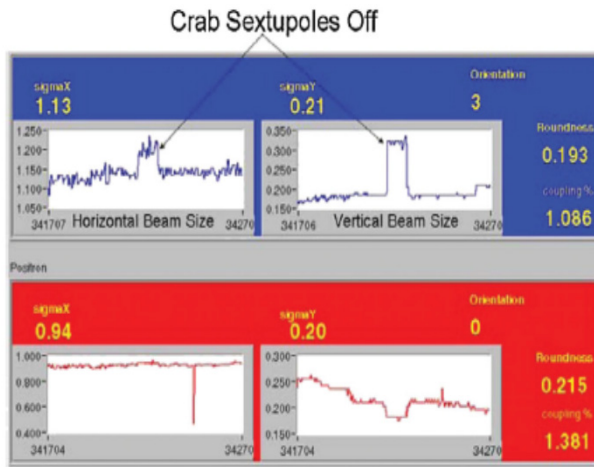 Crab Sextupoles Off
sigmaX
1.13
sigmaY
0.21
Orientation
3
Roundness
0.193
coupling %
1.086
1.250
1.200
1.150
1.100
1.050
341707
Horizontal Beam Size
34270
0.350
0.300
0.250
0.200
0.150
341706
Vertical Beam Size
34270
Positron
sigmaX
0.94
sigmaY
0.20
Orientation
0
Roundness
0.215
coupling %
1.381
1.000
0.800
0.600
0.400
341704
34270
0.300
0.250
0.200
0.150
341704
34270